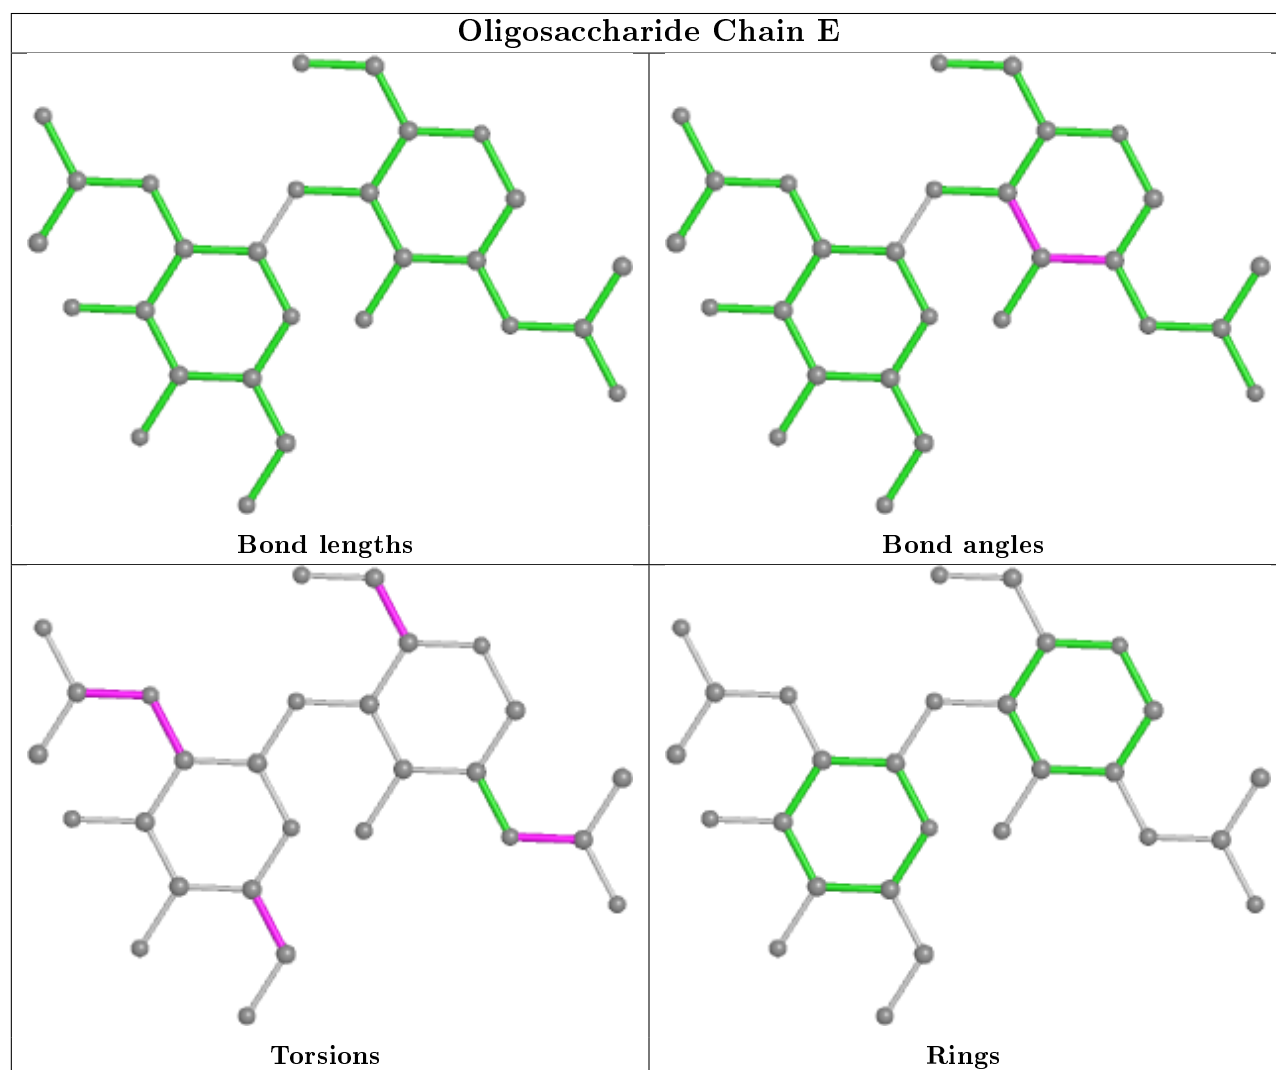 Oligosaccharide Chain E
Bond lengths
Bond angles
Torsions
Rings